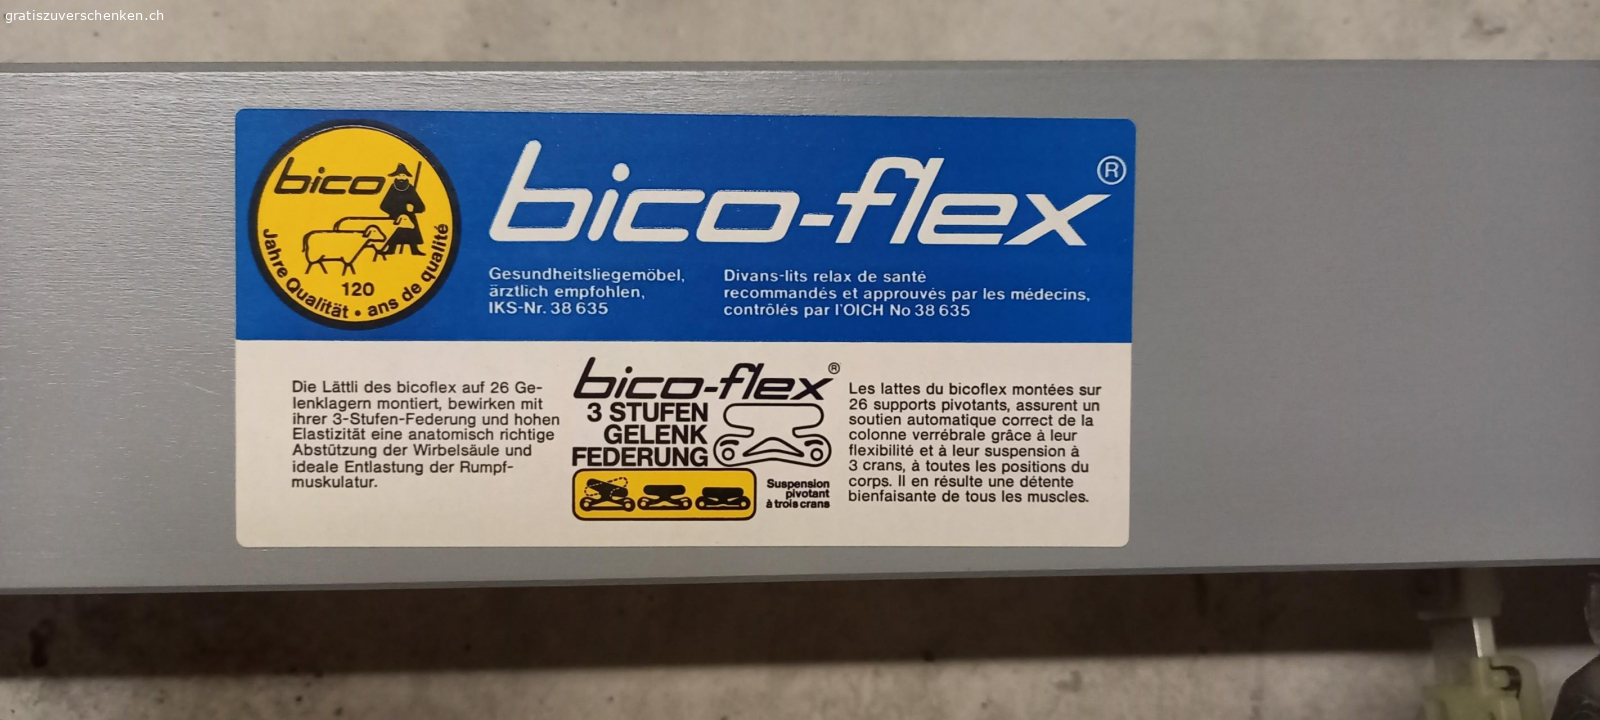 gratiszuverschenken.ch
bico
120
Jahre Qualität • ans de qualité
bico-flex®
Gesundheitsliegemöbel,
ärztlich empfohlen,
IKS-Nr. 38 635
Divans-lits relax de santé
recommandés et approuvés par les médecins,
contrôlés par l'OICH No 38 635
Die Lättli des bicoflex auf 26 Ge-
lenklagern montiert, bewirken mit
ihrer 3-Stufen-Federung und hohen
Elastizität eine anatomisch richtige
Abstützung der Wirbelsäule und
ideale Entlastung der Rumpf-
muskulatur.
bico-flex®
3 STUFEN
GELENK
FEDERUNG
Suspension
pivotant
à trois crans
Les lattes du bicoflex montées sur
26 supports pivotants, assurent un
soutien automatique correct de la
colonne verrébrale grâce à leur
flexibilité et à leur suspension à
3 crans, à toutes les positions du
corps. Il en résulte une détente
bienfaisante de tous les muscles.